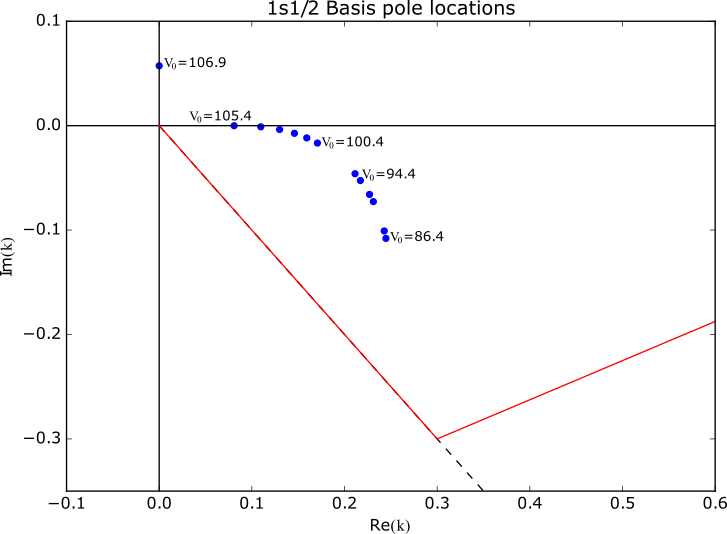 1s1/2 Basis pole locations
0.1
V0=106.9
V0=105.4
0.0
V0=100.4
V0=94.4
−0.1
V0=86.4
Im(k)
−0.2
−0.3
−0.1 0.0 0.1 0.2 0.3 0.4 0.5 0.6
Re(k)